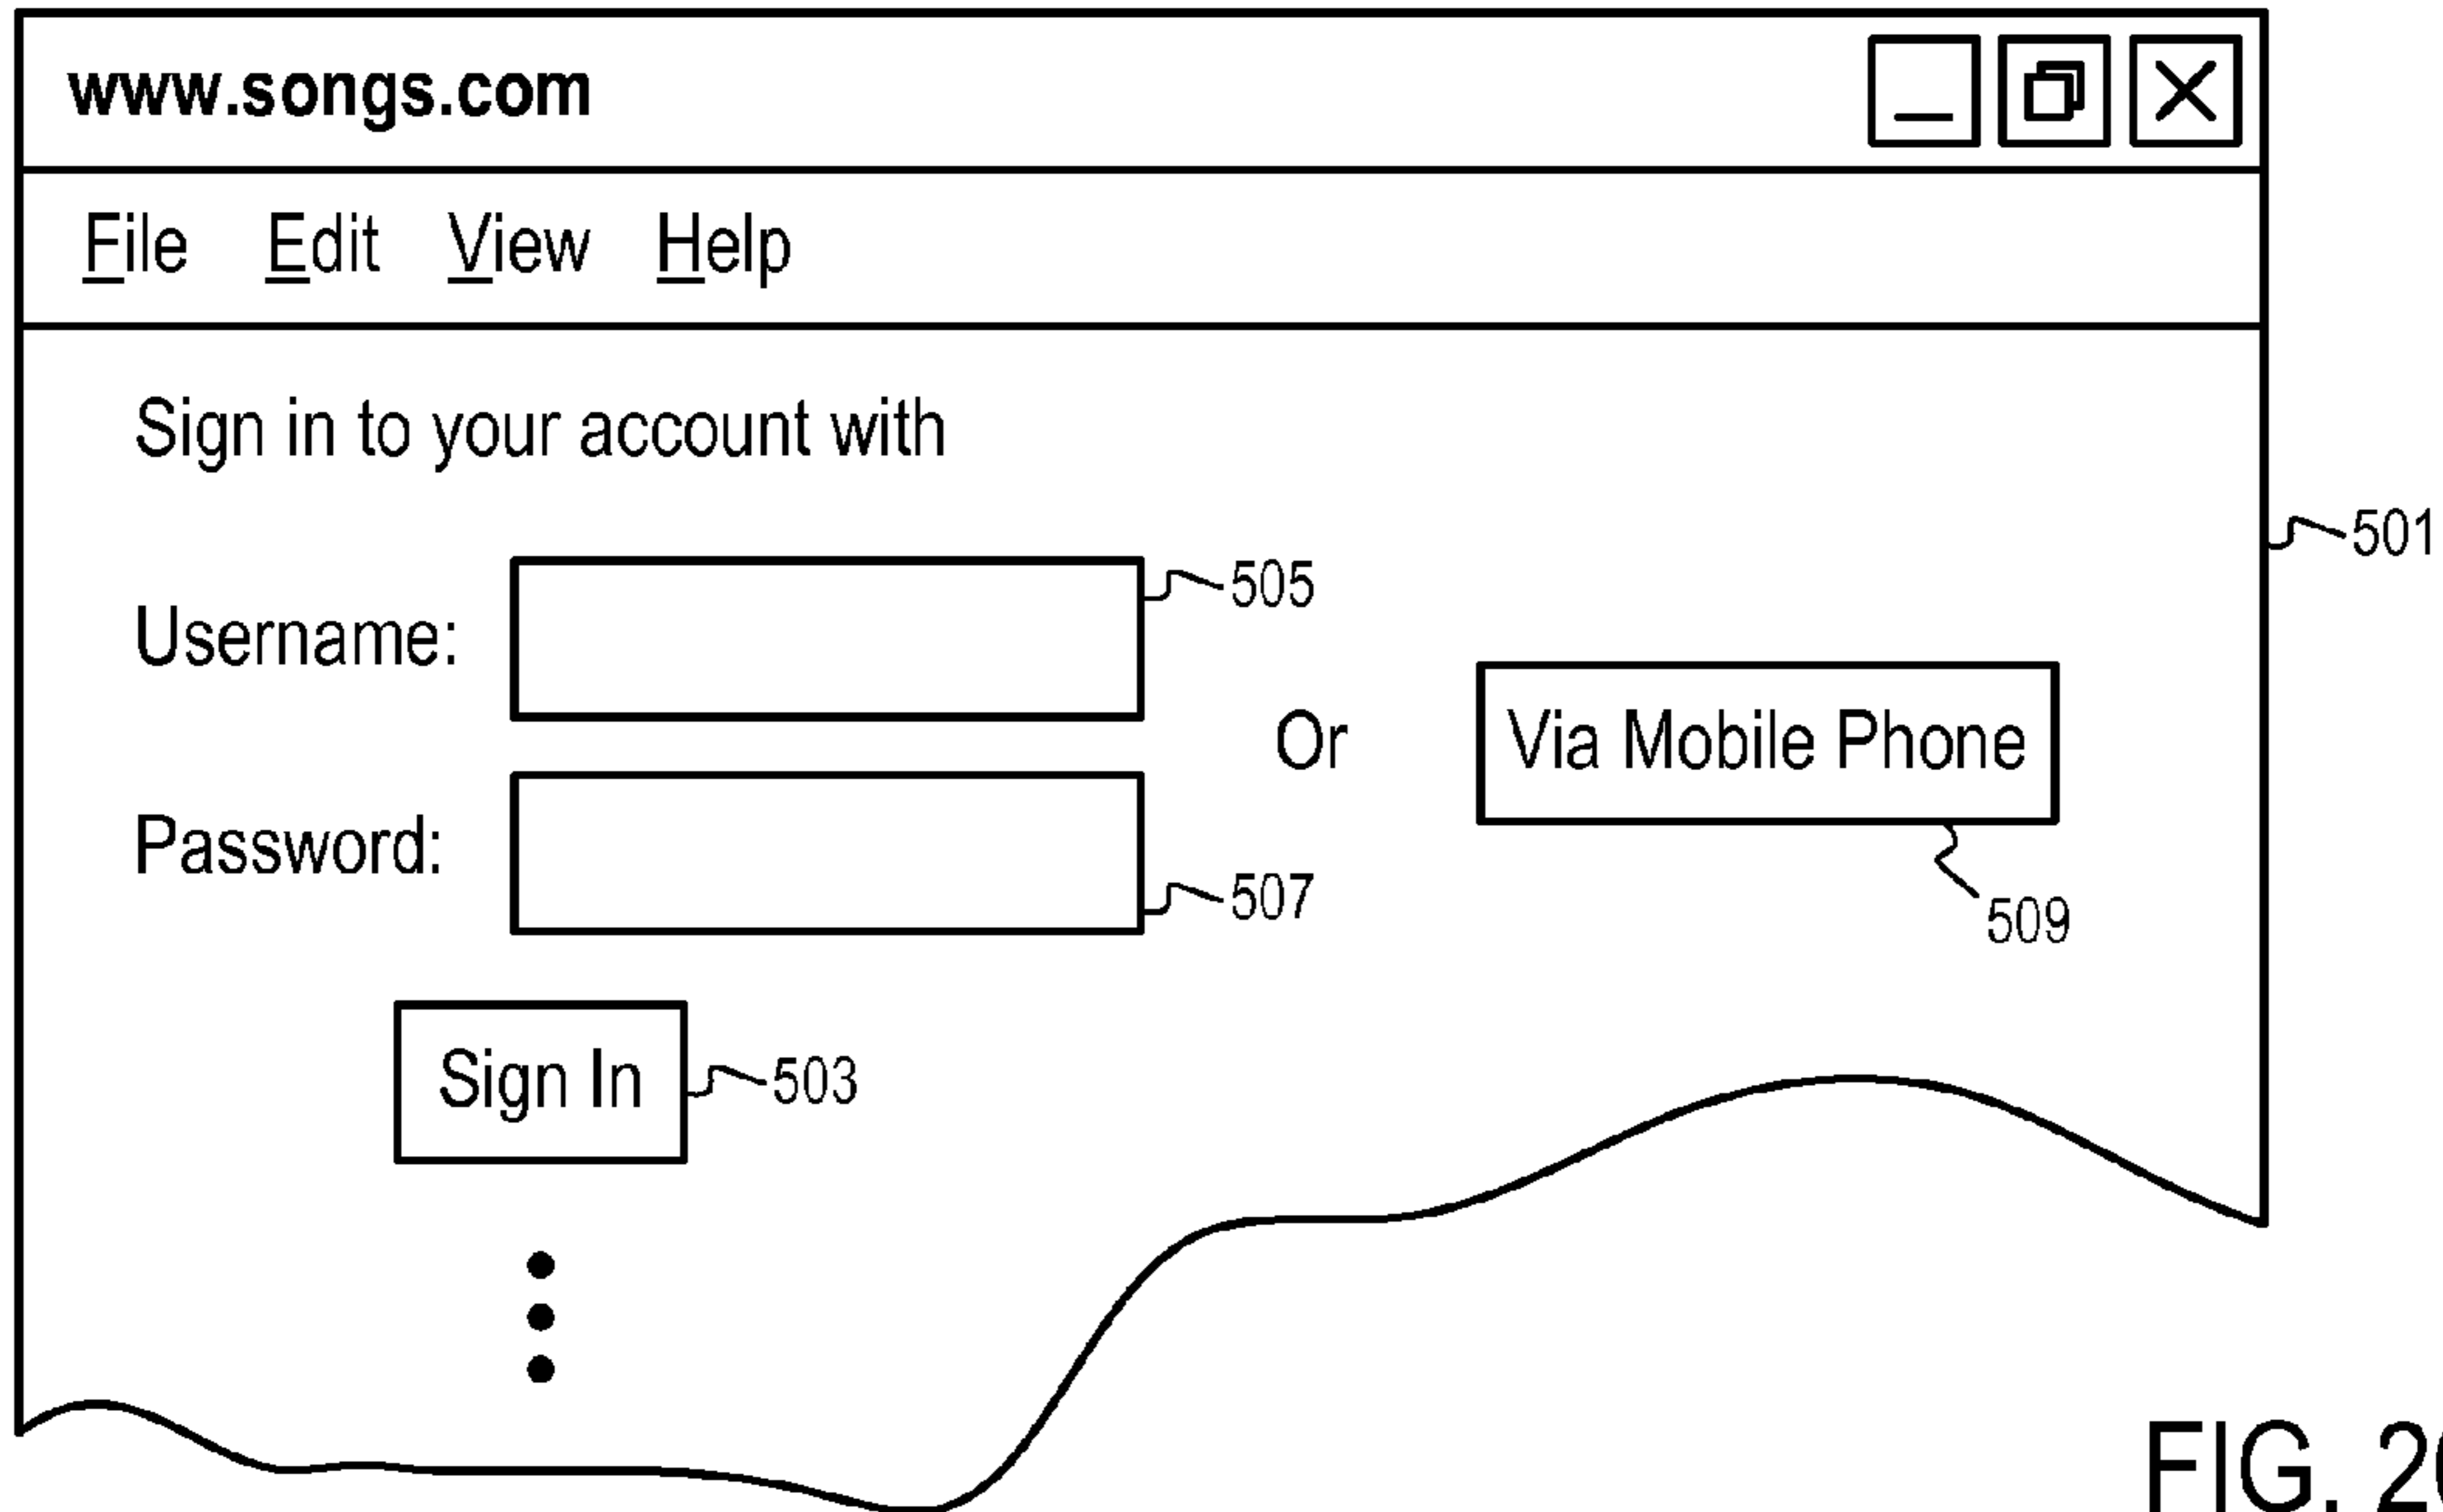 www.songs.com
File Edit View Help
Sign in to your account with
501
Username:
505
Or
Via Mobile Phone
Password:
507
509
Sign In
503
FIG.